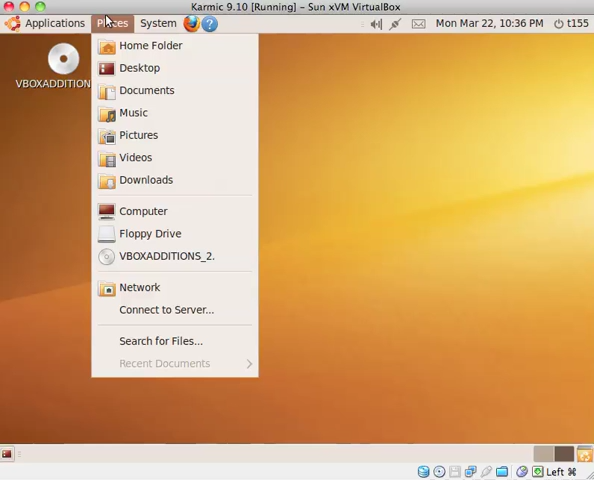 Karmic 9.10 [Running] – Sun xVM VirtualBox
Applications Places System Mon Mar 22, 10:36 PM t155
VBOXADDITION
Home Folder
Desktop
Documents
Music
Pictures
Videos
Downloads
Computer
Floppy Drive
VBOXADDITIONS_2.
Network
Connect to Server...
Search for Files...
Recent Documents
Left ⌘